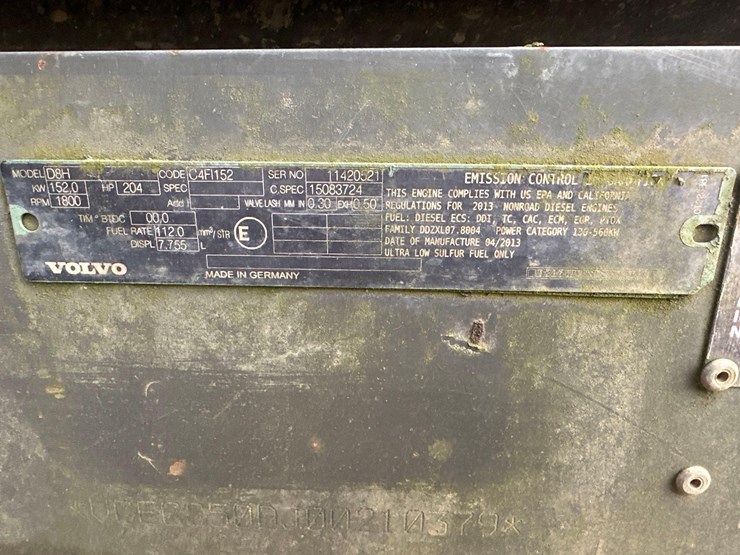 MODEL D8H CODE C4FI152 SER NO 11420521
KW 152.0 HP 204 SPEC C.SPEC 15083724
RPM 1800 Add'l VALVE LASH MM IN 0.30 EXH 0.50
TIM° BTDC 00.0
FUEL RATE 112.0 mm³/STR E
DISPL 7.755 L
VOLVO MADE IN GERMANY
EMISSION CONTROL
THIS ENGINE COMPLIES WITH US EPA AND CALIFORNIA
REGULATIONS FOR 2013 NONROAD DIESEL ENGINES
FUEL: DIESEL ECS: DDI, TC, CAC, ECM, EGR, PTOX
FAMILY DDZXL07.8004 POWER CATEGORY 130-560KW
DATE OF MANUFACTURE 04/2013
ULTRA LOW SULFUR FUEL ONLY
I
N